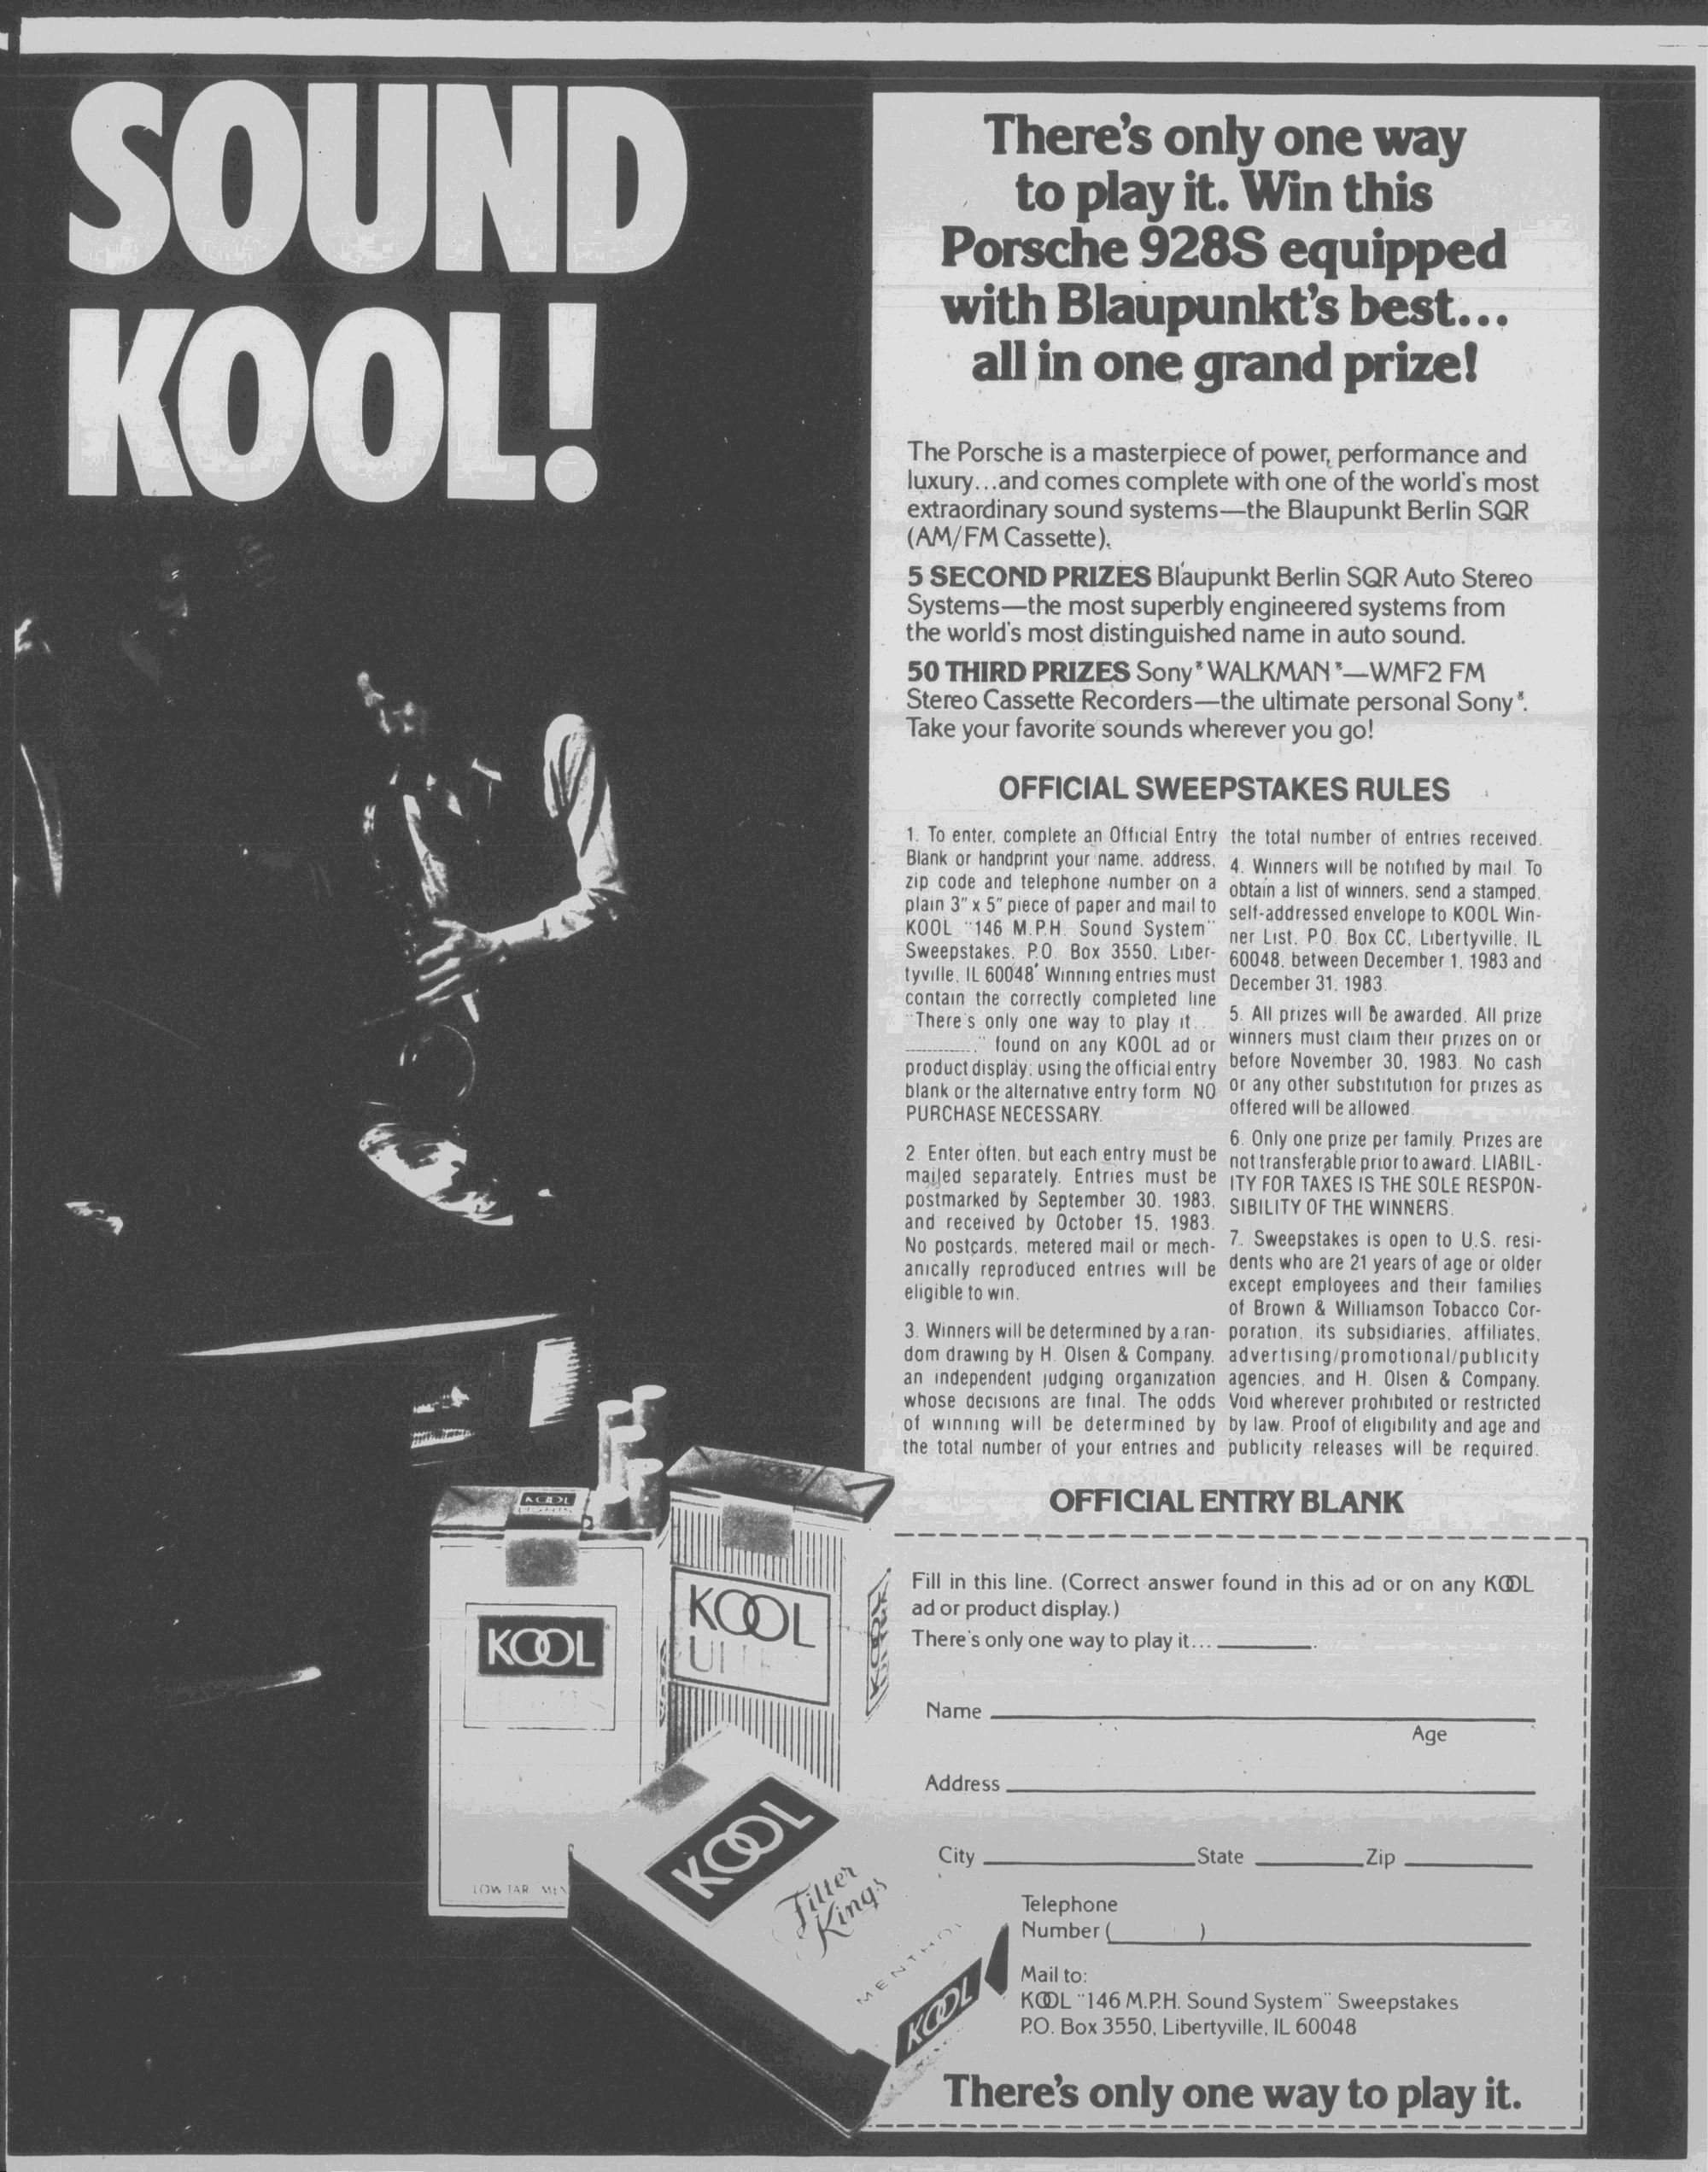 SOUND
KOOL!
There's only one way
to play it. Win this
Porsche 928S equipped
with Blaupunkt's best...
all in one grand prize!
The Porsche is a masterpiece of power, performance and
luxury...and comes complete with one of the world's most
extraordinary sound systems—the Blaupunkt Berlin SQR
(AM/FM Cassette).
5 SECOND PRIZES Blaupunkt Berlin SQR Auto Stereo
Systems—the most superbly engineered systems from
the world's most distinguished name in auto sound.
50 THIRD PRIZES Sony® WALKMAN®—WMF2 FM
Stereo Cassette Recorders—the ultimate personal Sony®.
Take your favorite sounds wherever you go!
OFFICIAL SWEEPSTAKES RULES
1. To enter, complete an Official Entry
Blank or handprint your name, address,
zip code and telephone number on a
plain 3" x 5" piece of paper and mail to
KOOL "146 M.P.H. Sound System"
Sweepstakes, P.O. Box 3550, Liber-
tyville, IL 60048. Winning entries must
contain the correctly completed line
"There's only one way to play it...
_______." found on any KOOL ad or
product display; using the official entry
blank or the alternative entry form. NO
PURCHASE NECESSARY.
2. Enter often, but each entry must be
mailed separately. Entries must be
postmarked by September 30, 1983,
and received by October 15, 1983.
No postcards, metered mail or mech-
anically reproduced entries will be
eligible to win.
3. Winners will be determined by a ran-
dom drawing by H. Olsen & Company,
an independent judging organization
whose decisions are final. The odds
of winning will be determined by
the total number of your entries and
the total number of entries received.
4. Winners will be notified by mail. To
obtain a list of winners, send a stamped,
self-addressed envelope to KOOL Win-
ner List, P.O. Box CC, Libertyville, IL
60048, between December 1, 1983 and
December 31, 1983.
5. All prizes will be awarded. All prize
winners must claim their prizes on or
before November 30, 1983. No cash
or any other substitution for prizes as
offered will be allowed.
6. Only one prize per family. Prizes are
not transferable prior to award. LIABIL-
ITY FOR TAXES IS THE SOLE RESPON-
SIBILITY OF THE WINNERS.
7. Sweepstakes is open to U.S. resi-
dents who are 21 years of age or older
except employees and their families
of Brown & Williamson Tobacco Cor-
poration, its subsidiaries, affiliates,
advertising/promotional/publicity
agencies, and H. Olsen & Company.
Void wherever prohibited or restricted
by law. Proof of eligibility and age and
publicity releases will be required.
OFFICIAL ENTRY BLANK
Fill in this line. (Correct answer found in this ad or on any KOOL
ad or product display.)
There's only one way to play it... ________.
Name
Age
Address
City State Zip
Telephone
Number ( )
Mail to:
KOOL "146 M.P.H. Sound System" Sweepstakes
P.O. Box 3550, Libertyville, IL 60048
There's only one way to play it.
KOOL
KOOL
KOOL
KOOL
LOW TAR
KOOL
Filter
Kings
MENTHOL
KOOL